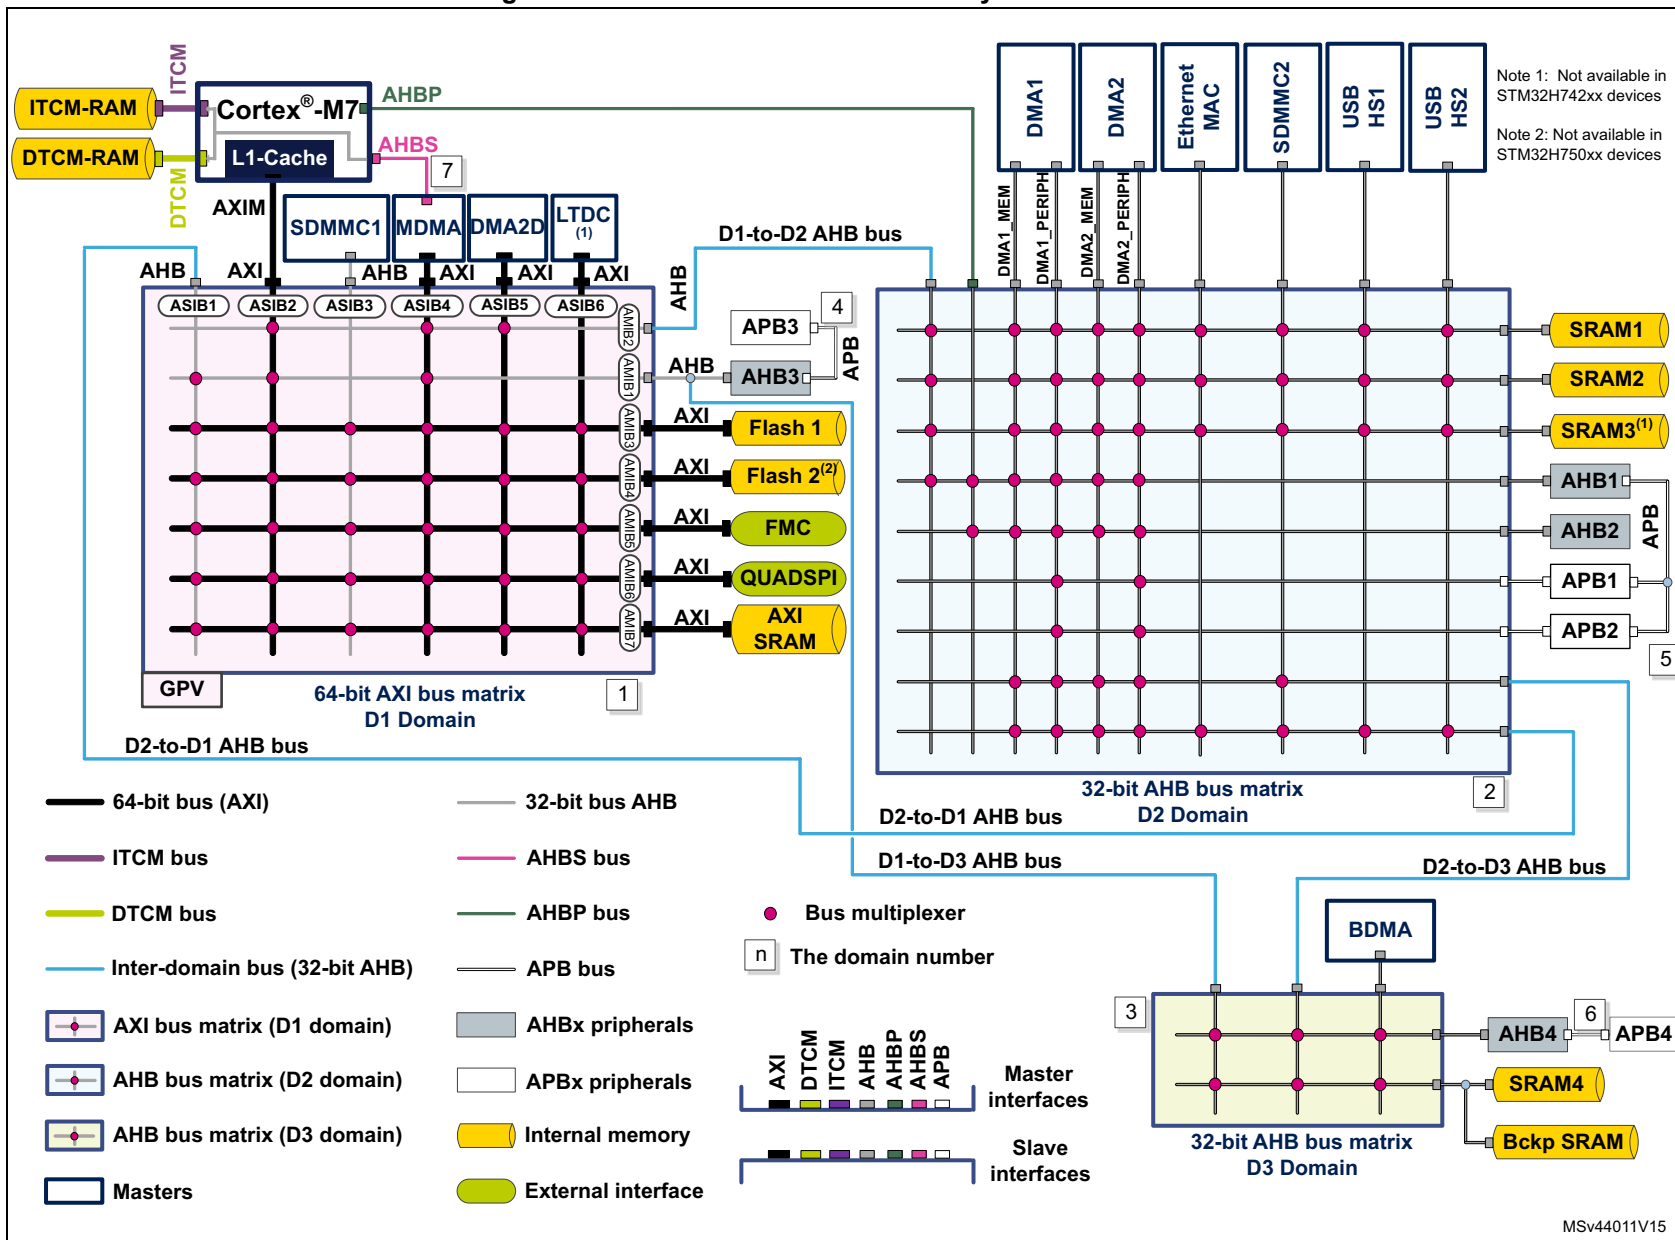 ITCM-RAM
DTCM-RAM
ITCM
DTCM
Cortex®-M7
L1-Cache
AHBP
AHBS
7
AXIM
SDMMC1
MDMA
DMA2D
LTDC
(1)
AHB
AXI
AHB
AXI
AXI
AXI
ASIB1
ASIB2
ASIB3
ASIB4
ASIB5
ASIB6
AMIB2
AMIB1
AMIB3
AMIB4
AMIB5
AMIB6
AMIB7
AHB
D1-to-D2 AHB bus
APB3
4
AHB
AHB3
APB
AXI
Flash 1
AXI
Flash 2(2)
AXI
FMC
AXI
QUADSPI
AXI
AXI
SRAM
GPV
64-bit AXI bus matrix
D1 Domain
1
DMA1
DMA2
Ethernet
MAC
SDMMC2
USB
HS1
USB
HS2
Note 1: Not available in
STM32H742xx devices
Note 2: Not available in
STM32H750xx devices
DMA1_MEM
DMA1_PERIPH
DMA2_MEM
DMA2_PERIPH
SRAM1
SRAM2
SRAM3(1)
AHB1
AHB2
APB
APB1
APB2
5
32-bit AHB bus matrix
D2 Domain
2
D2-to-D1 AHB bus
D2-to-D1 AHB bus
D1-to-D3 AHB bus
D2-to-D3 AHB bus
BDMA
3
AHB4
6
APB4
SRAM4
Bckp SRAM
32-bit AHB bus matrix
D3 Domain
64-bit bus (AXI)
32-bit bus AHB
ITCM bus
AHBS bus
DTCM bus
AHBP bus
Inter-domain bus (32-bit AHB)
APB bus
AXI bus matrix (D1 domain)
AHBx pripherals
AHB bus matrix (D2 domain)
APBx pripherals
AHB bus matrix (D3 domain)
Internal memory
Masters
External interface
Bus multiplexer
n
The domain number
AXI
DTCM
ITCM
AHB
AHBP
AHBS
APB
Master
interfaces
Slave
interfaces
MSv44011V15